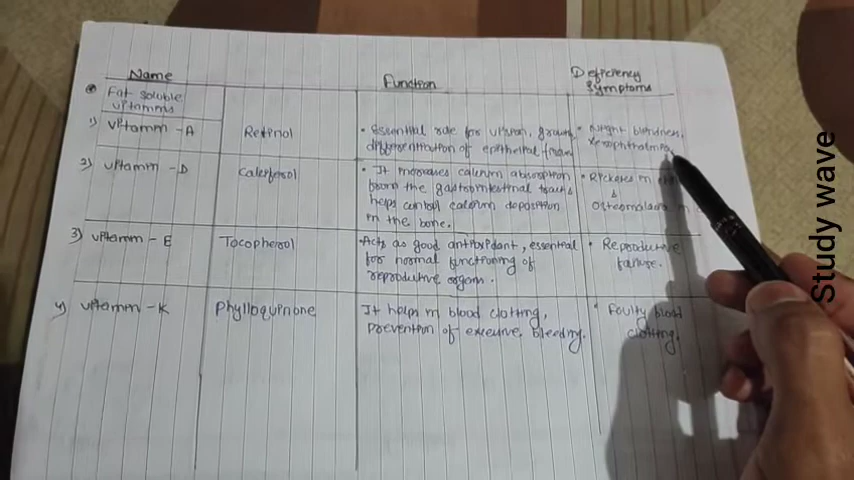 Name
Function
Deficiency
Symptoms
Fat soluble
vitamins
1) vitamin - A
Retinol
• Essential role for vision, growth
differentiation of epithelial
• Night blindness,
Xerophthalmia
2) vitamin - D
Calciferol
• It increases calcium absorption
from the gastrointestinal tracts
helps control calcium deposition
in the bone.
• Rickets in
&
Osteomalacia in
3) vitamin - E
Tocopherol
• Acts as good antioxidant, essential
for normal functioning of
reproductive organ.
• Reproductive
failure.
4) vitamin - K
Phylloquinone
It helps in blood clotting,
Prevention of excessive bleeding.
• Faulty blood
clotting.
Study wave